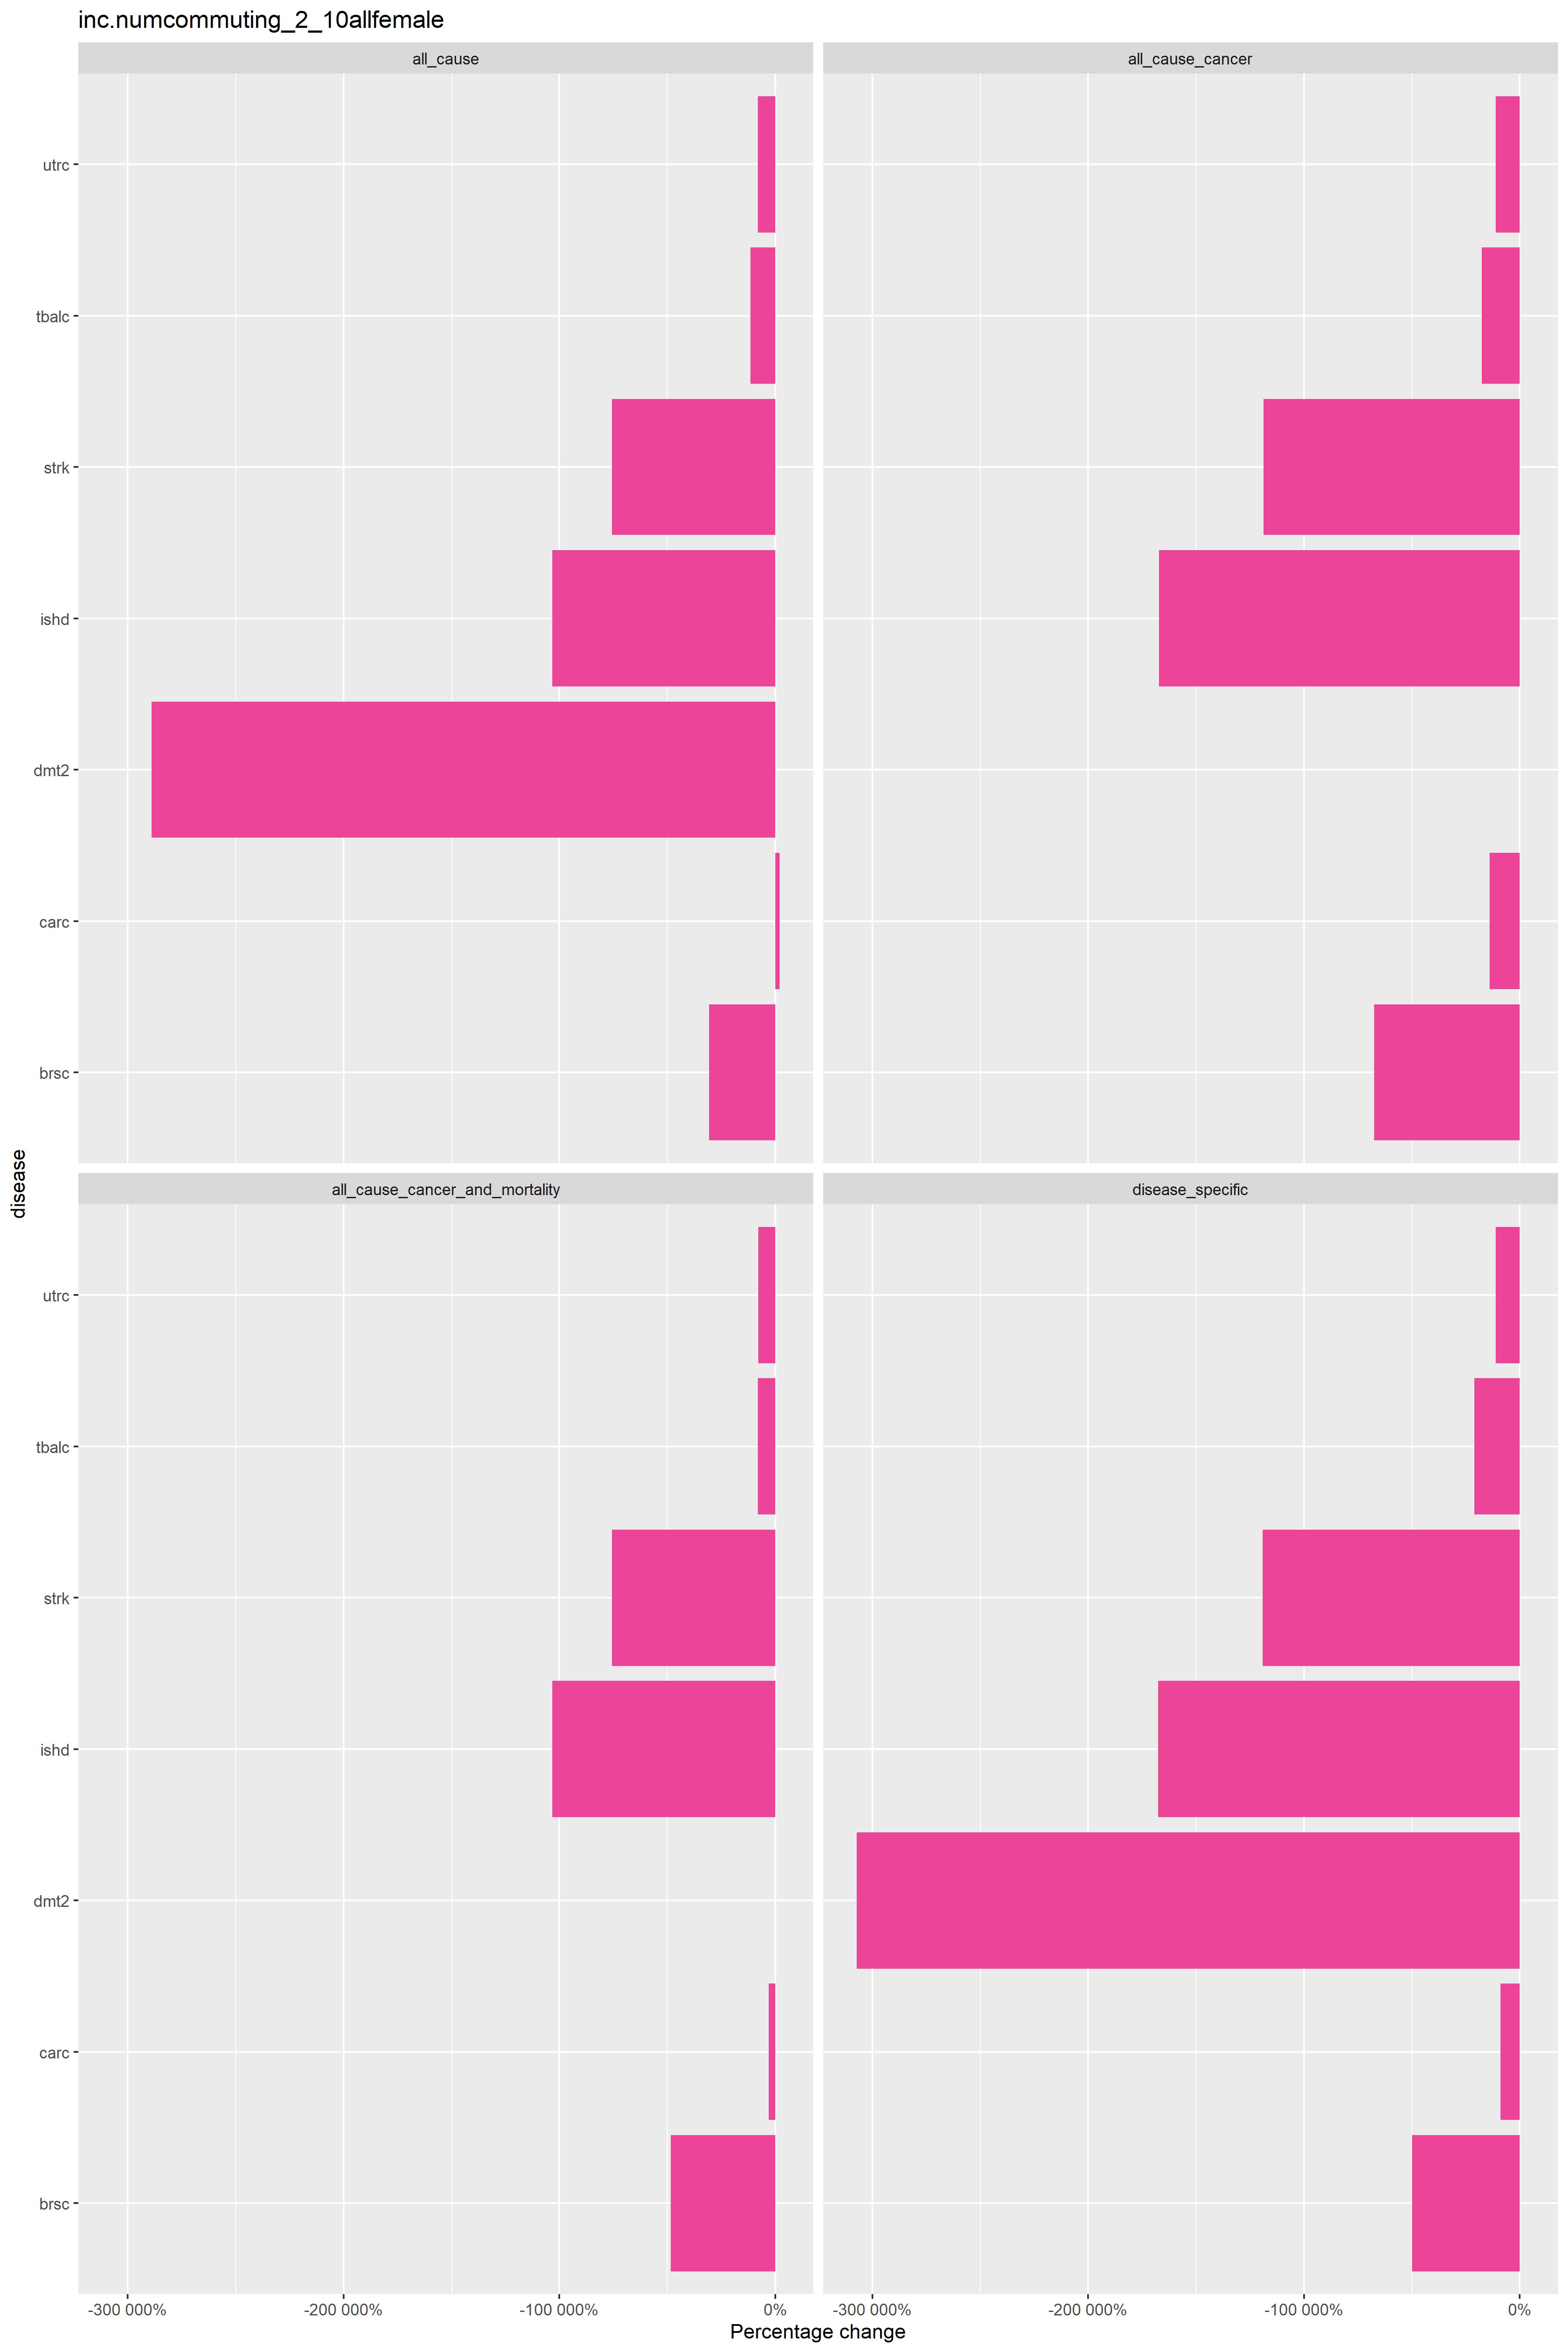 inc.numcommuting_2_10allfemale
all_cause
all_cause_cancer
utrc
tbalc
strk
ishd
dmt2
carc
brsc
disease
all_cause_cancer_and_mortality
disease_specific
utrc
tbalc
strk
ishd
dmt2
carc
brsc
-300 000%
-200 000%
-100 000%
0%
-300 000%
-200 000%
-100 000%
0%
Percentage change